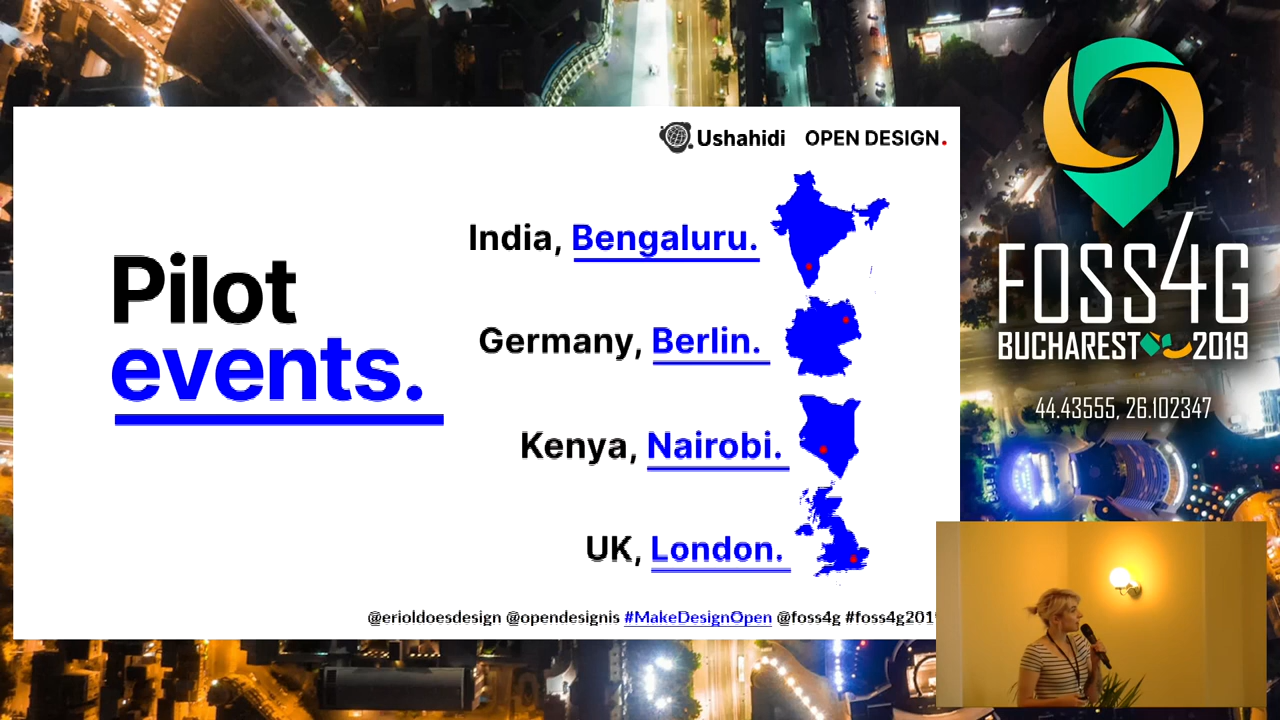 Ushahidi OPEN DESIGN.
Pilot
events.
India, Bengaluru.
Germany, Berlin.
Kenya, Nairobi.
UK, London.
@erioldoesdesign @opendesignis #MakeDesignOpen @foss4g #foss4g201
FOSS4G
BUCHAREST 2019
44.43555, 26.102347